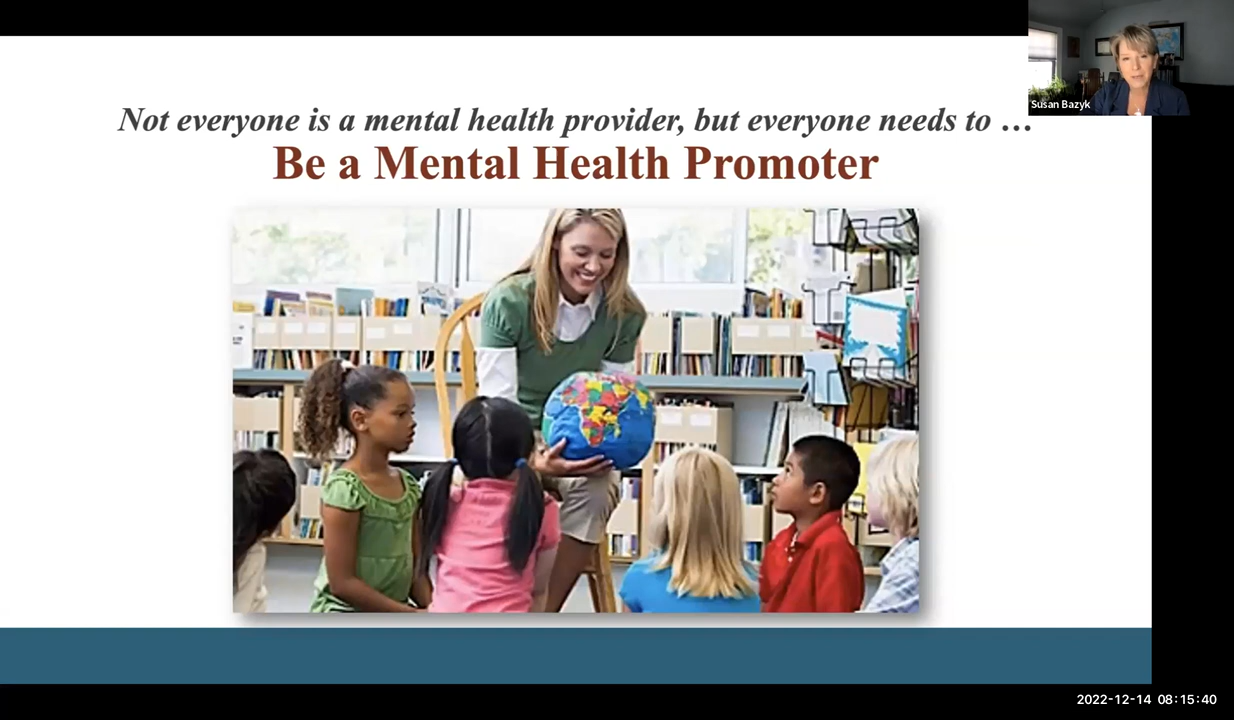 Susan Bazyk
Not everyone is a mental health provider, but everyone needs to …
Be a Mental Health Promoter
2022-12-14 08:15:40